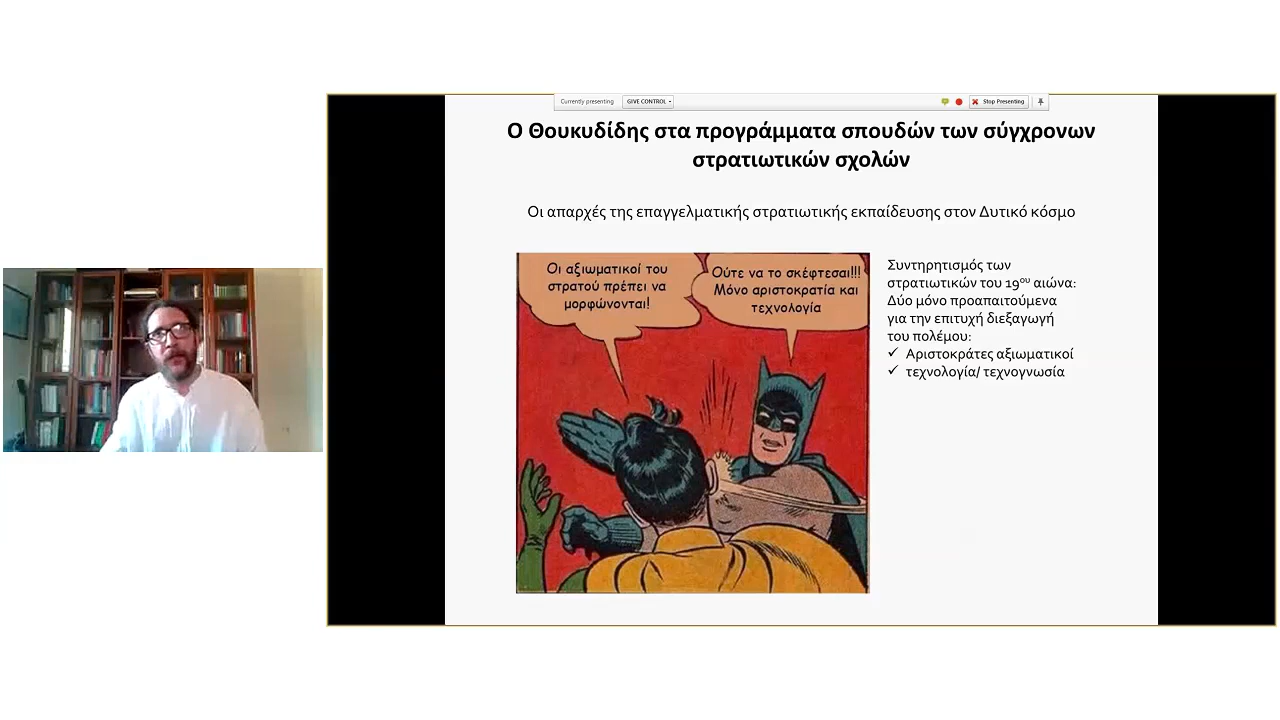 Currently presenting
GIVE CONTROL
Stop Presenting
Ο Θουκυδίδης στα προγράμματα σπουδών των σύγχρονων
στρατιωτικών σχολών
Οι απαρχές της επαγγελματικής στρατιωτικής εκπαίδευσης στον Δυτικό κόσμο
Οι αξιωματικοί του
στρατού πρέπει να
μορφώνονται!
Ούτε να το σκέφτεσαι!!!
Μόνο αριστοκρατία και
τεχνολογία
Συντηρητισμός των
στρατιωτικών του 19ου αιώνα:
Δύο μόνο προαπαιτούμενα
για την επιτυχή διεξαγωγή
του πολέμου:
✓ Αριστοκράτες αξιωματικοί
✓ τεχνολογία/ τεχνογνωσία